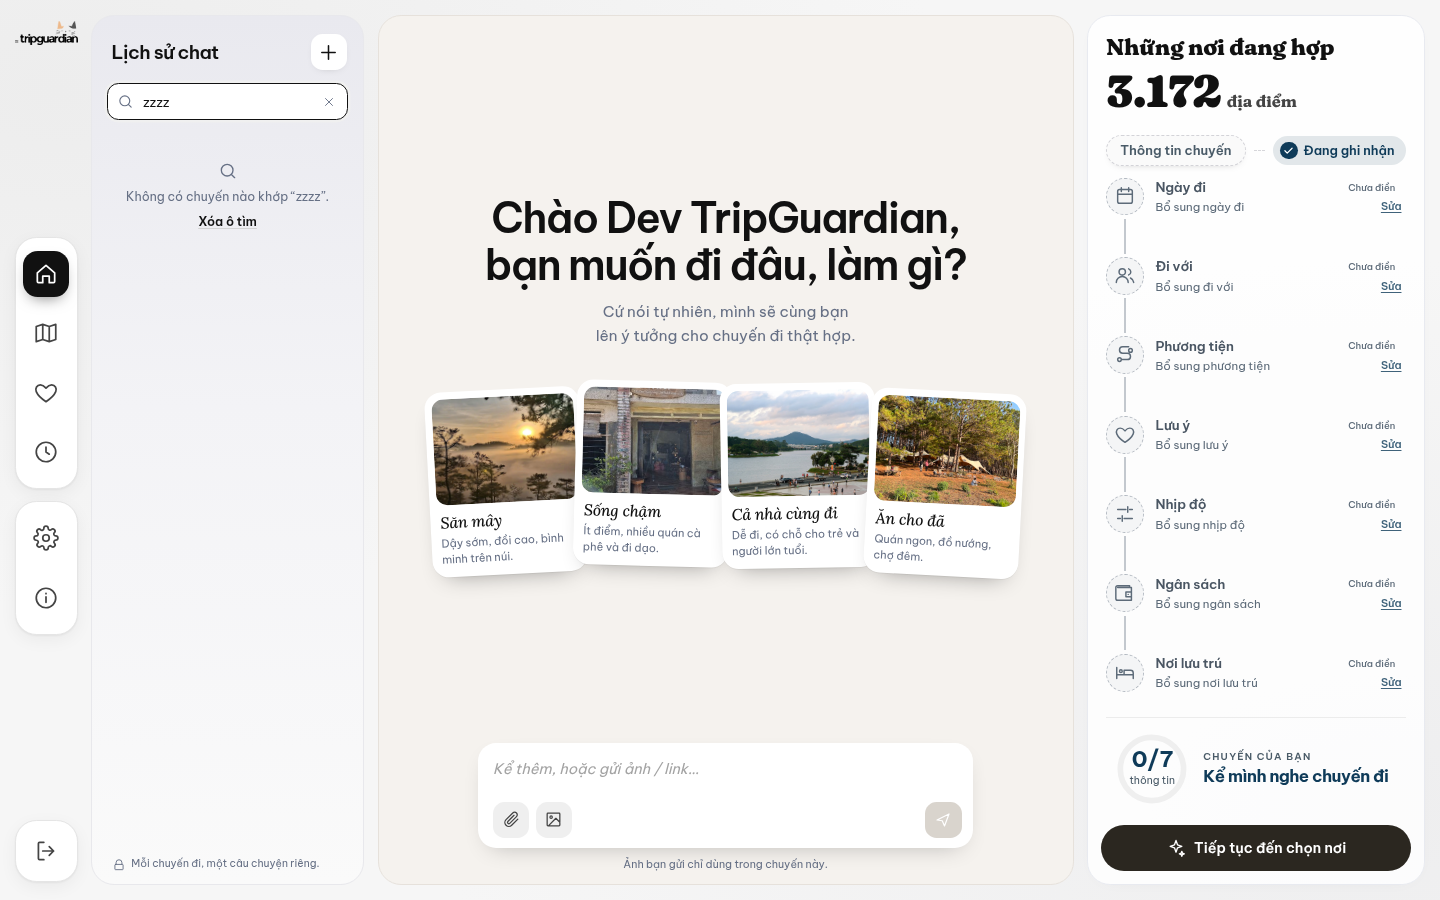 tripguardian
Lịch sử chat
zzzz
Không có chuyến nào khớp “zzzz”.
Xóa ô tìm
Mỗi chuyến đi, một câu chuyện riêng.
Chào Dev TripGuardian,
bạn muốn đi đâu, làm gì?
Cứ nói tự nhiên, mình sẽ cùng bạn
lên ý tưởng cho chuyến đi thật hợp.
Săn mây
Dậy sớm, đồi cao, bình
minh trên núi.
Sống chậm
Ít điểm, nhiều quán cà
phê và đi dạo.
Cả nhà cùng đi
Dễ đi, có chỗ cho trẻ và
người lớn tuổi.
Ăn cho đã
Quán ngon, đồ nướng,
chợ đêm.
Kể thêm, hoặc gửi ảnh / link...
Ảnh bạn gửi chỉ dùng trong chuyến này.
Những nơi đang hợp
3.172 địa điểm
Thông tin chuyến
Đang ghi nhận
Ngày đi
Chưa điền
Bổ sung ngày đi
Sửa
Đi với
Chưa điền
Bổ sung đi với
Sửa
Phương tiện
Chưa điền
Bổ sung phương tiện
Sửa
Lưu ý
Chưa điền
Bổ sung lưu ý
Sửa
Nhịp độ
Chưa điền
Bổ sung nhịp độ
Sửa
Ngân sách
Chưa điền
Bổ sung ngân sách
Sửa
Nơi lưu trú
Chưa điền
Bổ sung nơi lưu trú
Sửa
0/7
thông tin
CHUYẾN CỦA BẠN
Kể mình nghe chuyến đi
Tiếp tục đến chọn nơi